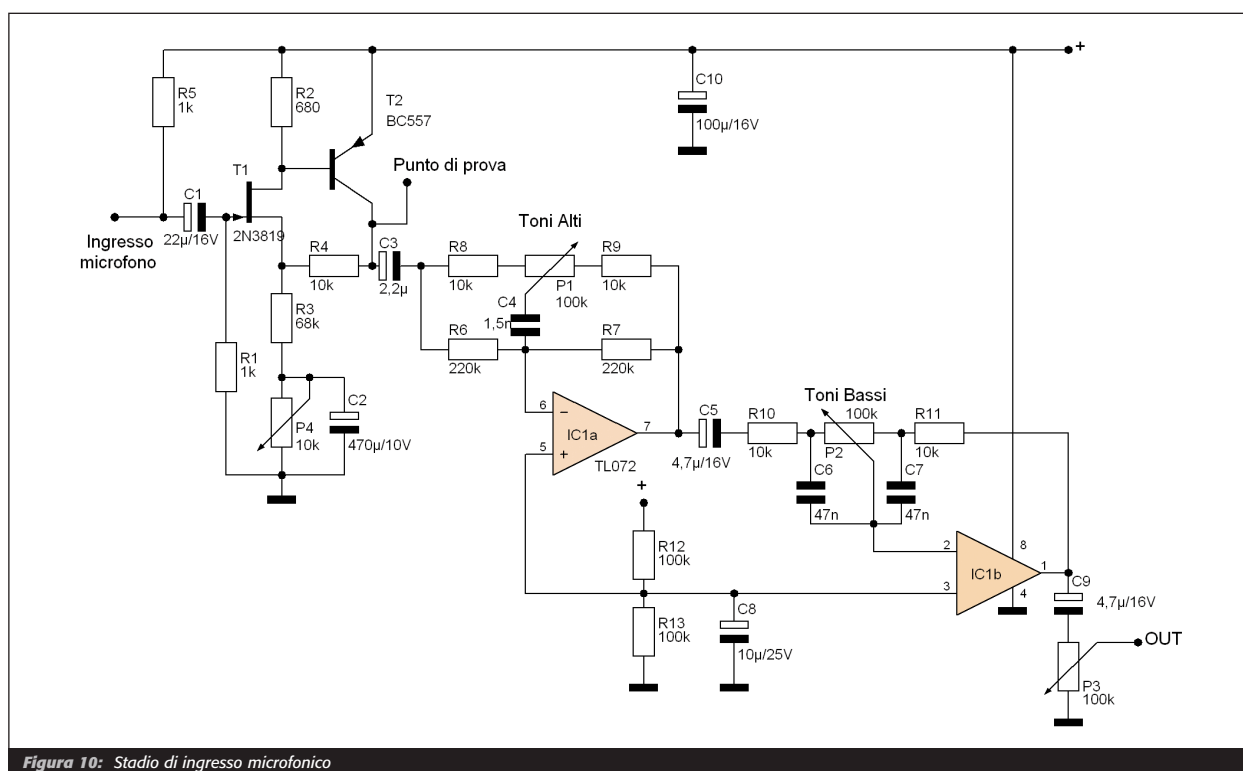 +
C10
100µ/16V
R5
1k
R2
680
T2
BC557
Punto di prova
T1
C1
22µ/16V
2N3819
Ingresso
microfono
Toni Alti
R4
10k
C3
2,2µ
R8
10k
P1
100k
R9
10k
C4
1,5n
R3
68k
R6
220k
R7
220k
R1
1k
P4
10k
C2
470µ/10V
6
−
IC1a
7
5
+
TL072
C5
4,7µ/16V
R10
10k
Toni Bassi
100k
P2
R11
10k
C6
47n
C7
47n
+
R12
100k
2
8
IC1b
1
3
4
C9
4,7µ/16V
R13
100k
C8
10µ/25V
OUT
P3
100k
Figura 10: Stadio di ingresso microfonico